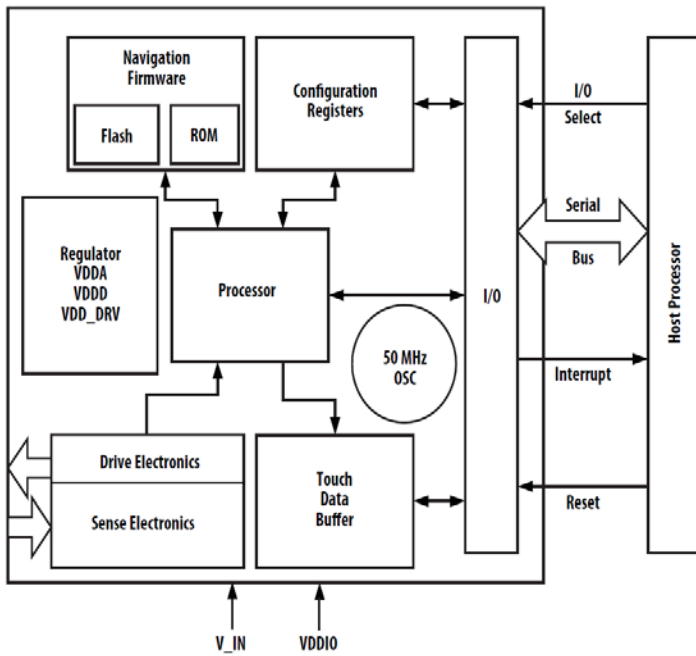 Navigation
Firmware
Flash
ROM
Configuration
Registers
I/O
Select
Serial
Bus
Regulator
VDDA
VDDD
VDD_DRV
Processor
I/O
50 MHz
OSC
Interrupt
Host Processor
Drive Electronics
Sense Electronics
Touch
Data
Buffer
Reset
V_IN
VDDIO